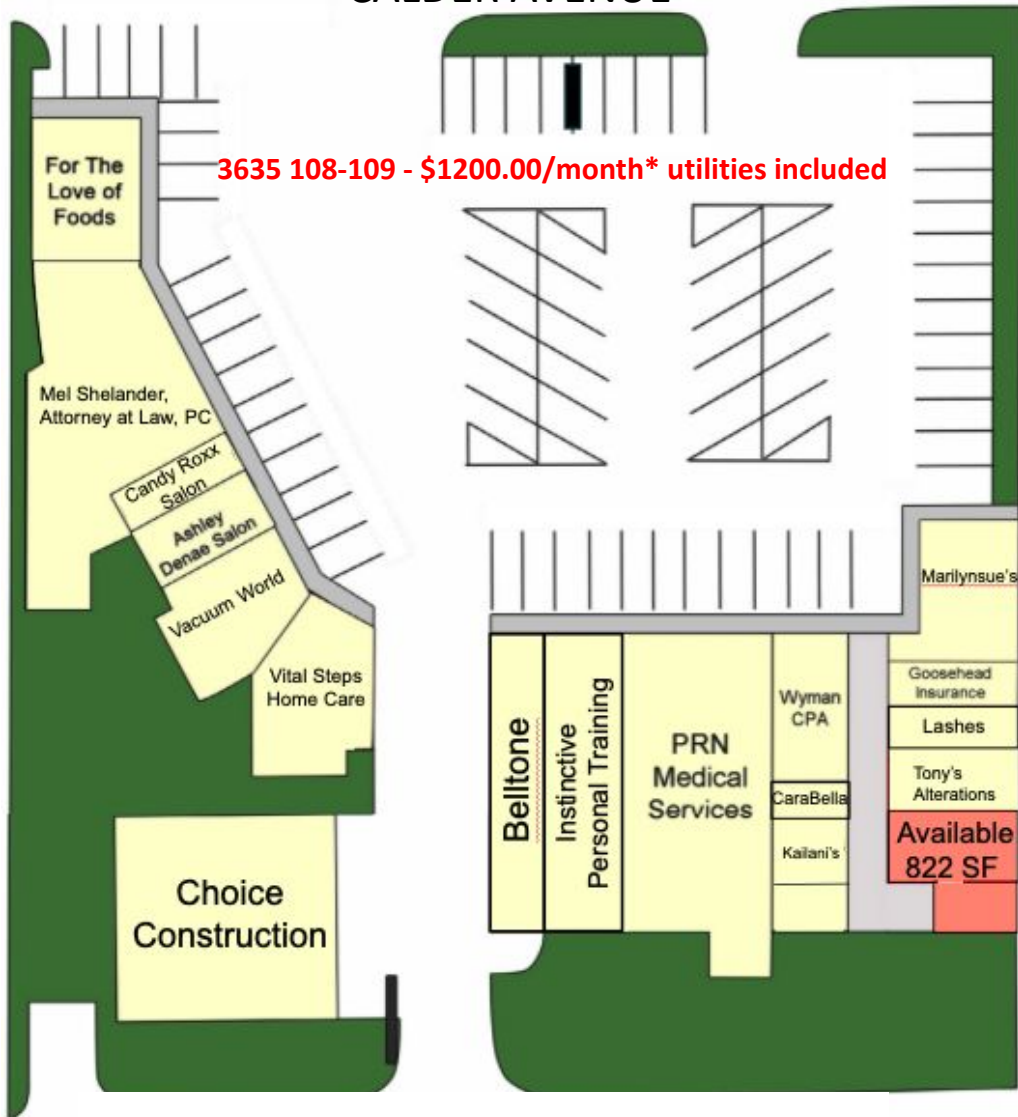 CALDER AVENUE
3635 108-109 - $1200.00/month* utilities included
For The
Love of
Foods
Mel Shelander,
Attorney at Law, PC
Candy Roxx
Salon
Ashley
Denae Salon
Vacuum World
Vital Steps
Home Care
Choice
Construction
Belltone
Instinctive
Personal Training
PRN
Medical
Services
Wyman
CPA
CaraBella
Kailani's
Marilynsue's
Goosehead
Insurance
Lashes
Tony's
Alterations
Available
822 SF